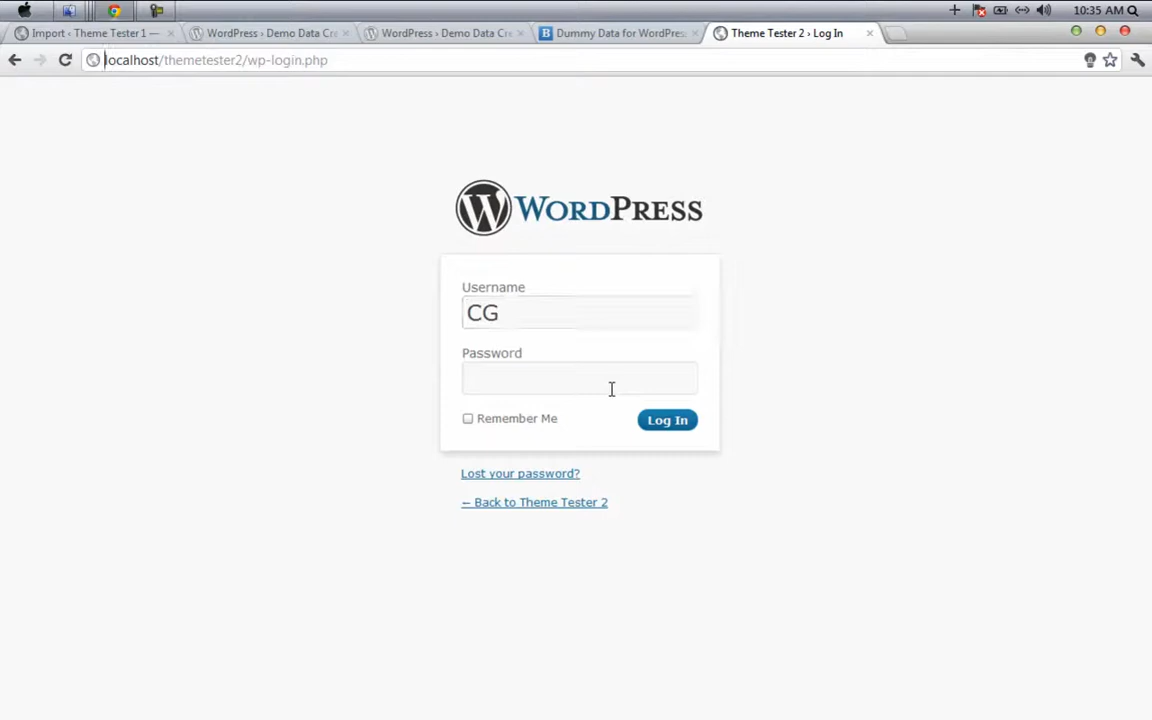 10:35 AM
Import ‹ Theme Tester 1 —
WordPress › Demo Data Cre
WordPress › Demo Data Cre
Dummy Data for WordPres
Theme Tester 2 › Log In
localhost/themetester2/wp-login.php
WORDPRESS
Username
CG
Password
Remember Me
Log In
Lost your password?
← Back to Theme Tester 2